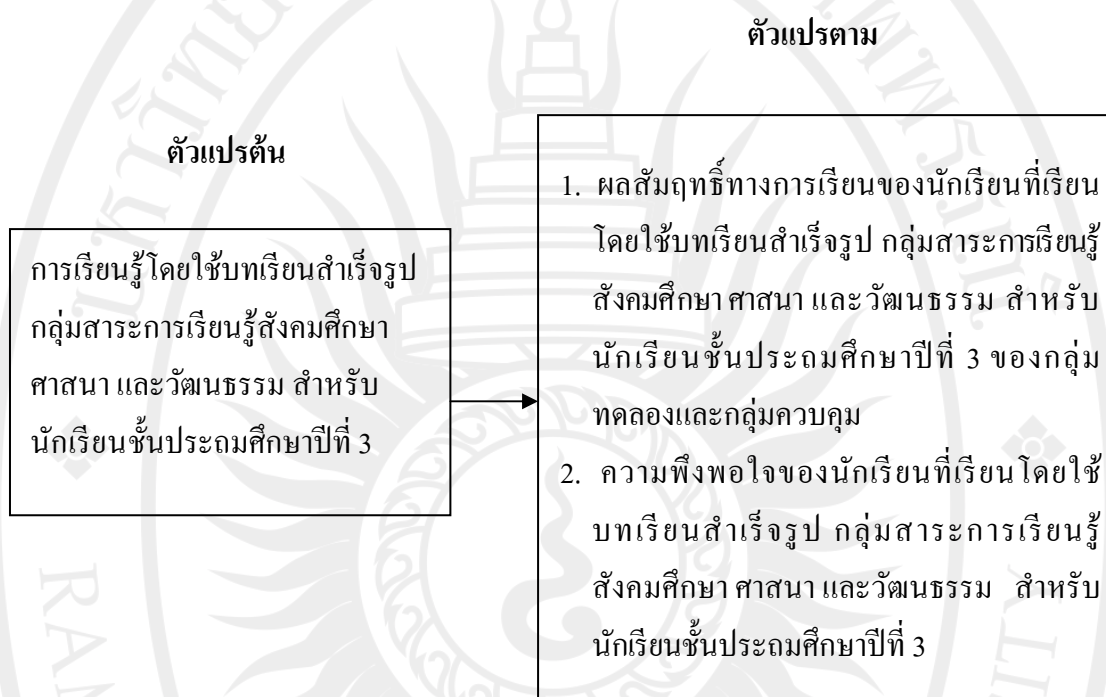 ตัวแปรตาม
ตัวแปรต้น
การเรียนรู้โดยใช้บทเรียนสำเร็จรูป
กลุ่มสาระการเรียนรู้สังคมศึกษา
ศาสนา และวัฒนธรรม สำหรับ
นักเรียนชั้นประถมศึกษาปีที่ 3
1. ผลสัมฤทธิ์ทางการเรียนของนักเรียนที่เรียน
โดยใช้บทเรียนสำเร็จรูป กลุ่มสาระการเรียนรู้
สังคมศึกษา ศาสนา และวัฒนธรรม สำหรับ
นักเรียนชั้นประถมศึกษาปีที่ 3 ของกลุ่ม
ทดลองและกลุ่มควบคุม
2. ความพึงพอใจของนักเรียนที่เรียนโดยใช้
บทเรียนสำเร็จรูป กลุ่มสาระการเรียนรู้
สังคมศึกษา ศาสนา และวัฒนธรรม สำหรับ
นักเรียนชั้นประถมศึกษาปีที่ 3